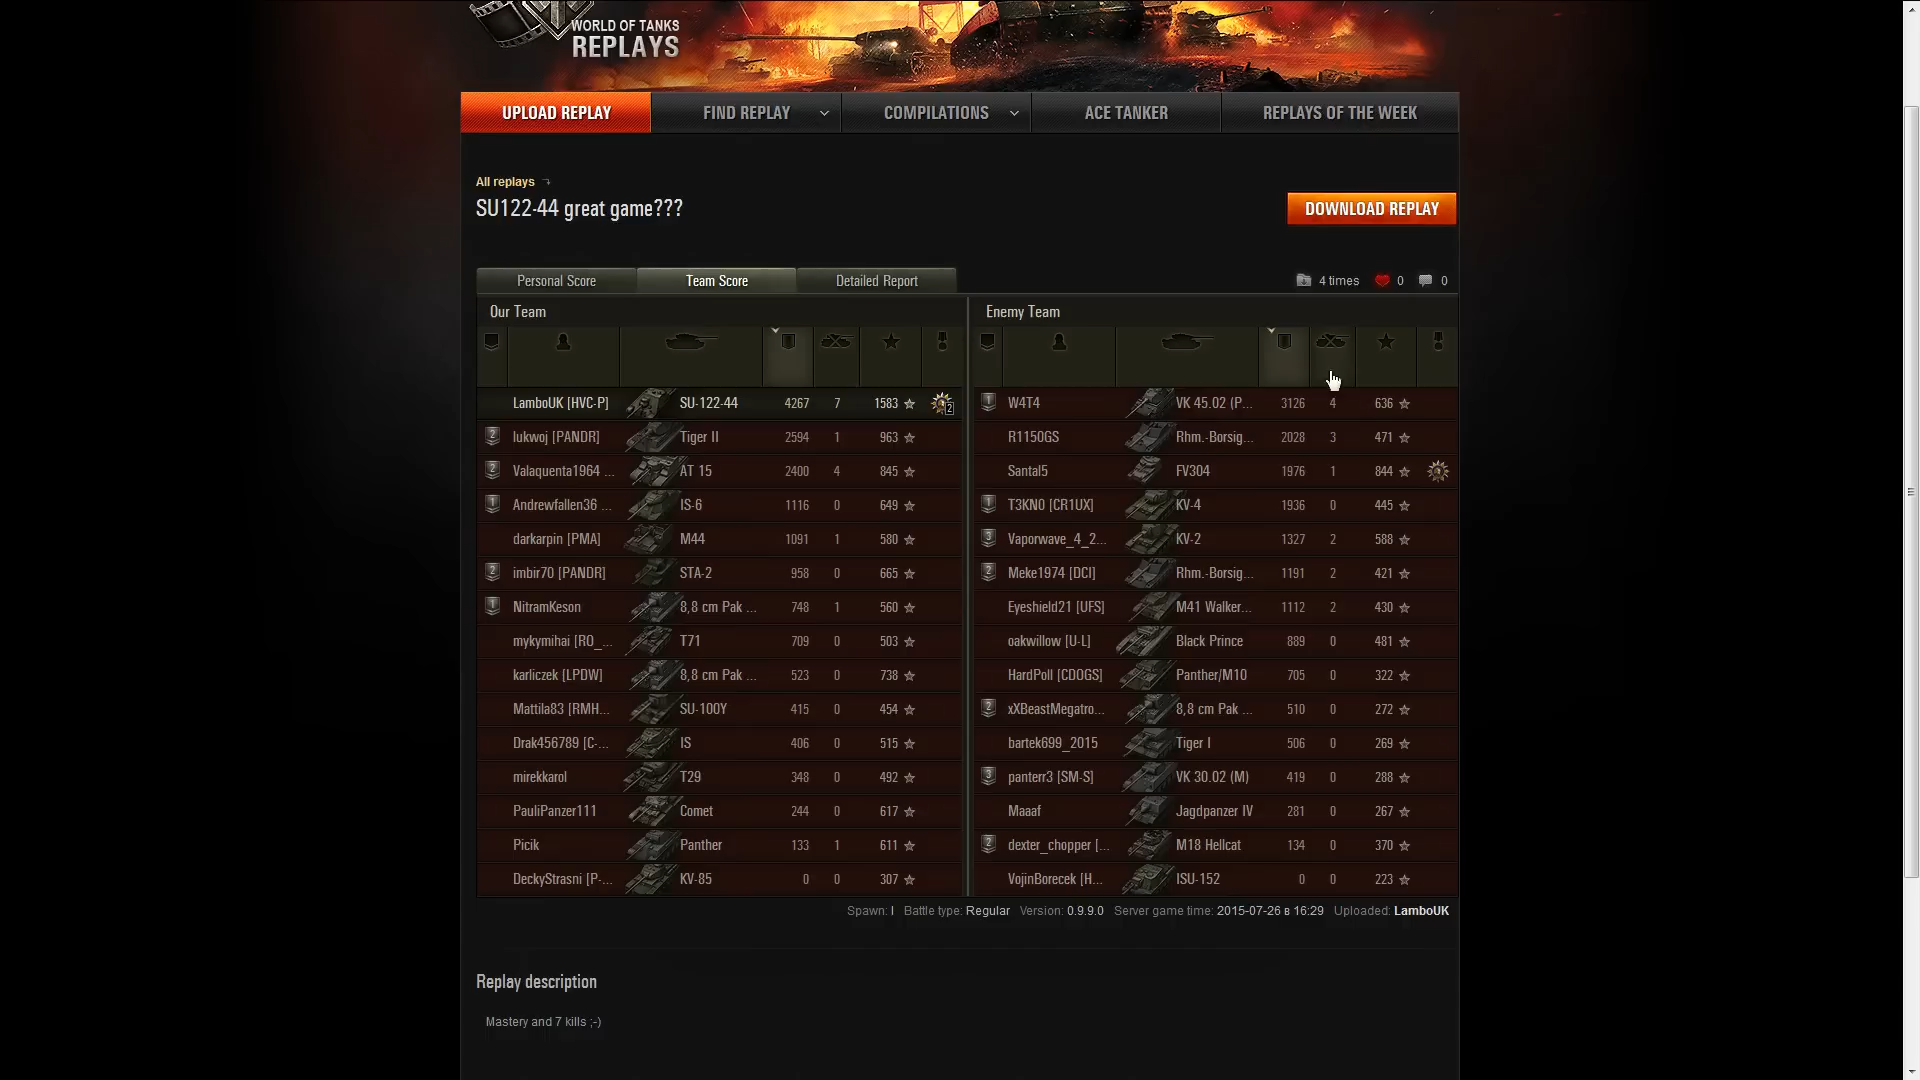 WORLD OF TANKS
REPLAYS
UPLOAD REPLAY FIND REPLAY COMPILATIONS ACE TANKER REPLAYS OF THE WEEK
All replays
SU122-44 great game???
DOWNLOAD REPLAY
Personal Score Team Score Detailed Report 4 times 0 0
Our Team Enemy Team
LamboUK [HVC-P] SU-122-44 4267 7 1583 2 1 W4T4 VK 45.02 (P... 3126 4 636
2 lukwoj [PANDR] Tiger II 2594 1 963 R1150GS Rhm.-Borsig... 2028 3 471
2 Valaquenta1964 ... AT 15 2400 4 845 Santal5 FV304 1976 1 844
1 Andrewfallen36 ... IS-6 1116 0 649 1 T3KN0 [CR1UX] KV-4 1936 0 445
darkarpin [PMA] M44 1091 1 580 3 Vaporwave_4_2... KV-2 1327 2 588
2 imbir70 [PANDR] STA-2 958 0 665 2 Meke1974 [DCI] Rhm.-Borsig... 1191 2 421
1 NitramKeson 8,8 cm Pak ... 748 1 560 Eyeshield21 [UFS] M41 Walker... 1112 2 430
mykymihai [RO_... T71 709 0 503 oakwillow [U-L] Black Prince 889 0 481
karliczek [LPDW] 8,8 cm Pak ... 523 0 738 HardPoll [CDOGS] Panther/M10 705 0 322
Mattila83 [RMH... SU-100Y 415 0 454 2 xXBeastMegatro... 8,8 cm Pak ... 510 0 272
Drak456789 [C-... IS 406 0 515 bartek699_2015 Tiger I 506 0 269
mirekkarol T29 348 0 492 3 panterr3 [SM-S] VK 30.02 (M) 419 0 288
PauliPanzer111 Comet 244 0 617 Maaaf Jagdpanzer IV 281 0 267
Picik Panther 133 1 611 2 dexter_chopper [... M18 Hellcat 134 0 370
DeckyStrasni [P-... KV-85 0 0 307 VojinBorecek [H... ISU-152 0 0 223
Spawn: I Battle type: Regular Version: 0.9.9.0 Server game time: 2015-07-26 в 16:29 Uploaded: LamboUK
Replay description
Mastery and 7 kills ;-)